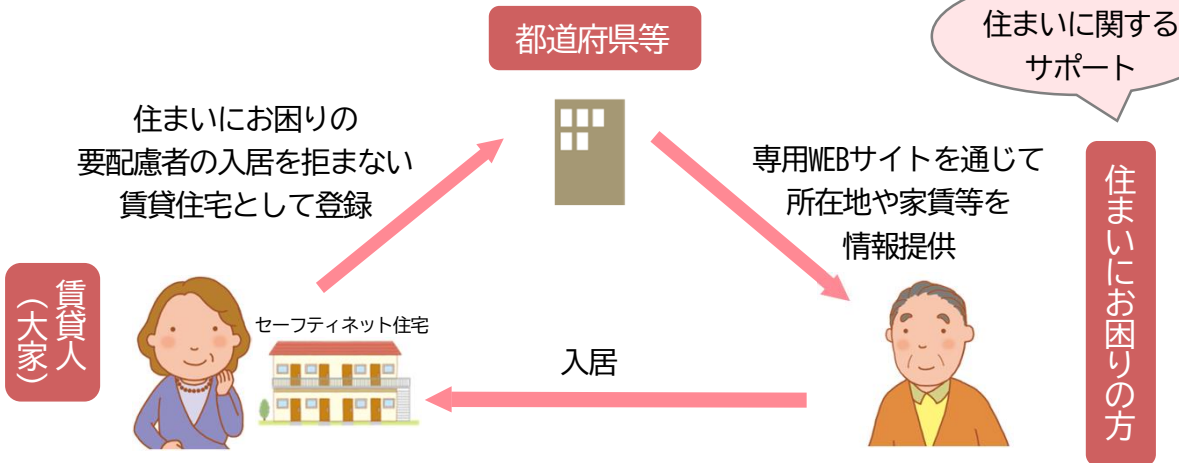 都道府県等
住まいに関する
サポート
住まいにお困りの
要配慮者の入居を拒まない
賃貸住宅として登録
専用WEBサイトを通じて
所在地や家賃等を
情報提供
賃貸人
（大家）
セーフティネット住宅
入居
住まいにお困りの方